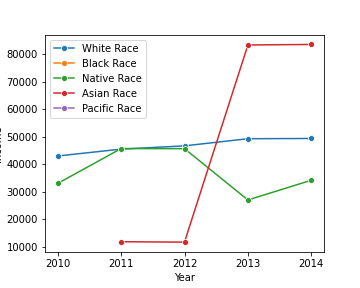 80000
70000
60000
50000
40000
30000
20000
10000
White Race
Black Race
Native Race
Asian Race
Pacific Race
2010 2011 2012 2013 2014
Year